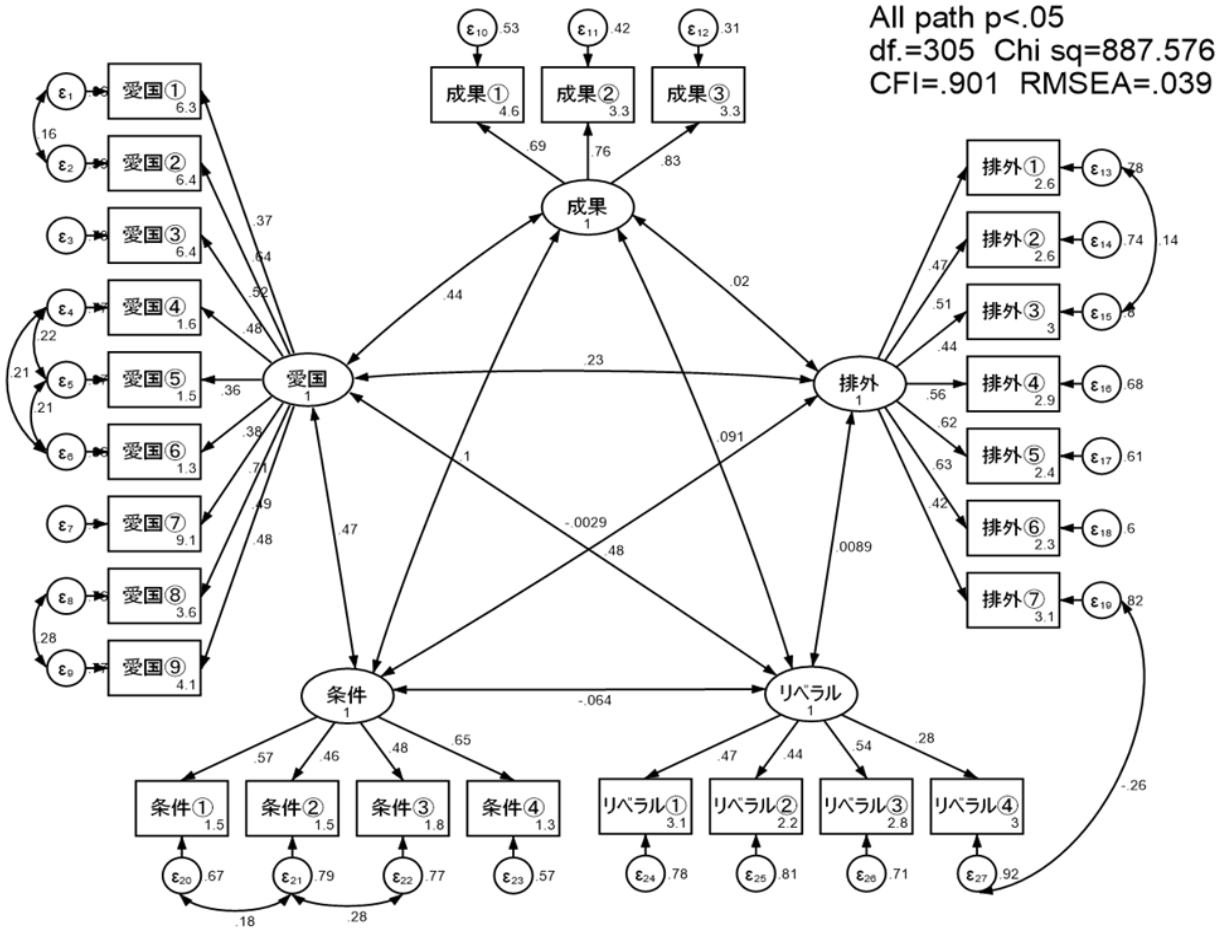 All path p<.05
df.=305 Chi sq=887.576
CFI=.901 RMSEA=.039
ε10 .53
ε11 .42
ε12 .31
成果① 4.6
成果② 3.3
成果③ 3.3
.69
.76
.83
成果
1
ε1
愛国① 6.3
.16
ε2
愛国② 6.4
ε3
愛国③ 6.4
ε4
愛国④ 1.6
.22
.21
ε5
愛国⑤ 1.5
.21
ε6
愛国⑥ 1.3
ε7
愛国⑦ 9.1
ε8
愛国⑧ 3.6
.28
ε9
愛国⑨ 4.1
.37
.64
.52
.48
.36
.38
.71
.49
.48
愛国
1
.44
.02
.23
.47
1
.091
-.0029
.48
.0089
-.064
排外
1
.47
.51
.44
.56
.62
.63
.42
排外① 2.6
ε13 .78
排外② 2.6
ε14 .74
.14
排外③ 3
ε15
排外④ 2.9
ε16 .68
排外⑤ 2.4
ε17 .61
排外⑥ 2.3
ε18 .6
排外⑦ 3.1
ε19 .82
-.26
条件
1
.57
.46
.48
.65
条件① 1.5
条件② 1.5
条件③ 1.8
条件④ 1.3
ε20 .67
ε21 .79
ε22 .77
ε23 .57
.18
.28
リベラル
1
.47
.44
.54
.28
リベラル① 3.1
リベラル② 2.2
リベラル③ 2.8
リベラル④ 3
ε24 .78
ε25 .81
ε26 .71
ε27 .92